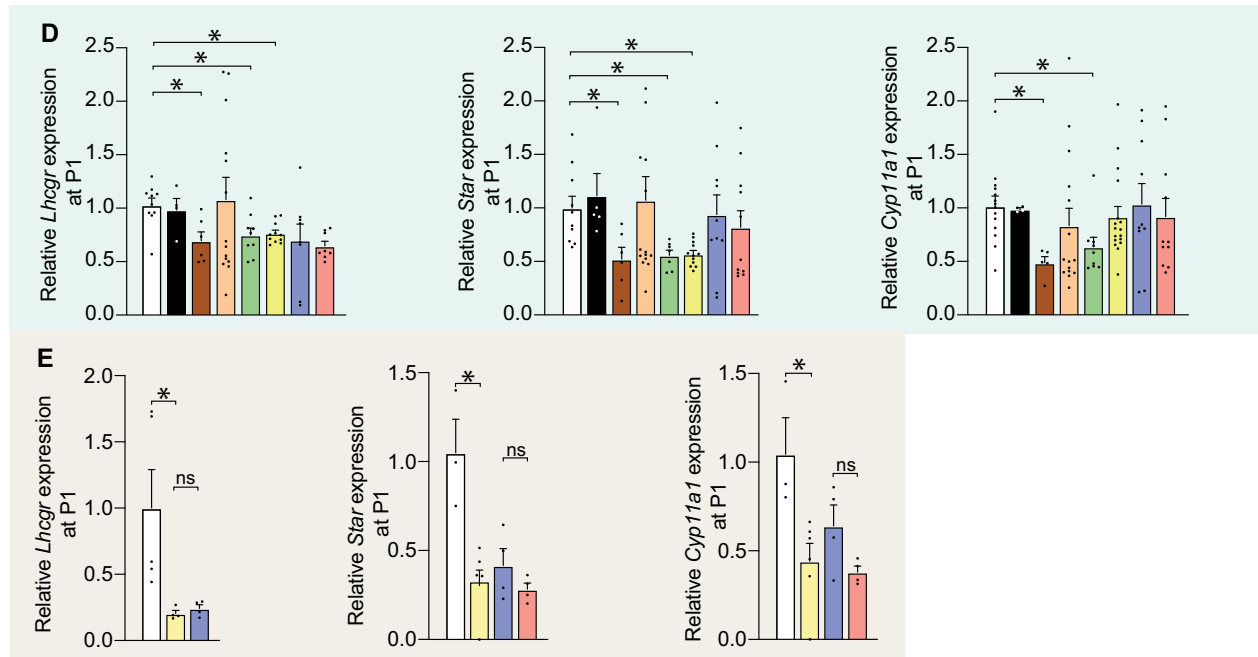 D
Relative Lhcgr expression
at P1
2.5
2.0
1.5
1.0
0.5
0.0
*
*
*
Relative Star expression
at P1
2.5
2.0
1.5
1.0
0.5
0.0
*
*
*
Relative Cyp11a1 expression
at P1
2.5
2.0
1.5
1.0
0.5
0.0
*
*
E
Relative Lhcgr expression
at P1
2.0
1.5
1.0
0.5
0.0
*
ns
Relative Star expression
at P1
1.5
1.0
0.5
0.0
*
ns
Relative Cyp11a1 expression
at P1
1.5
1.0
0.5
0.0
*
ns